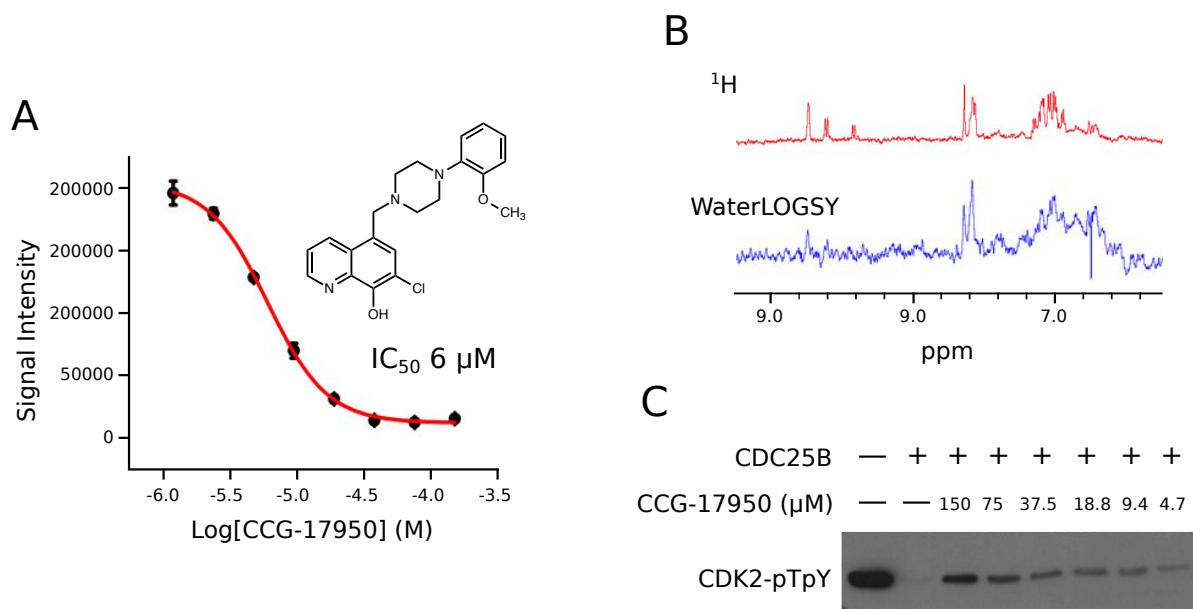 A
200000
200000
200000
50000
0
Signal Intensity
-6.0 -5.5 -5.0 -4.5 -4.0 -3.5
Log[CCG-17950] (M)
N
N
O
CH₃
N
Cl
OH
IC₅₀ 6 µM
B
¹H
WaterLOGSY
9.0 9.0 7.0
ppm
C
CDC25B — + + + + + + +
CCG-17950 (µM) — — 150 75 37.5 18.8 9.4 4.7
CDK2-pTpY